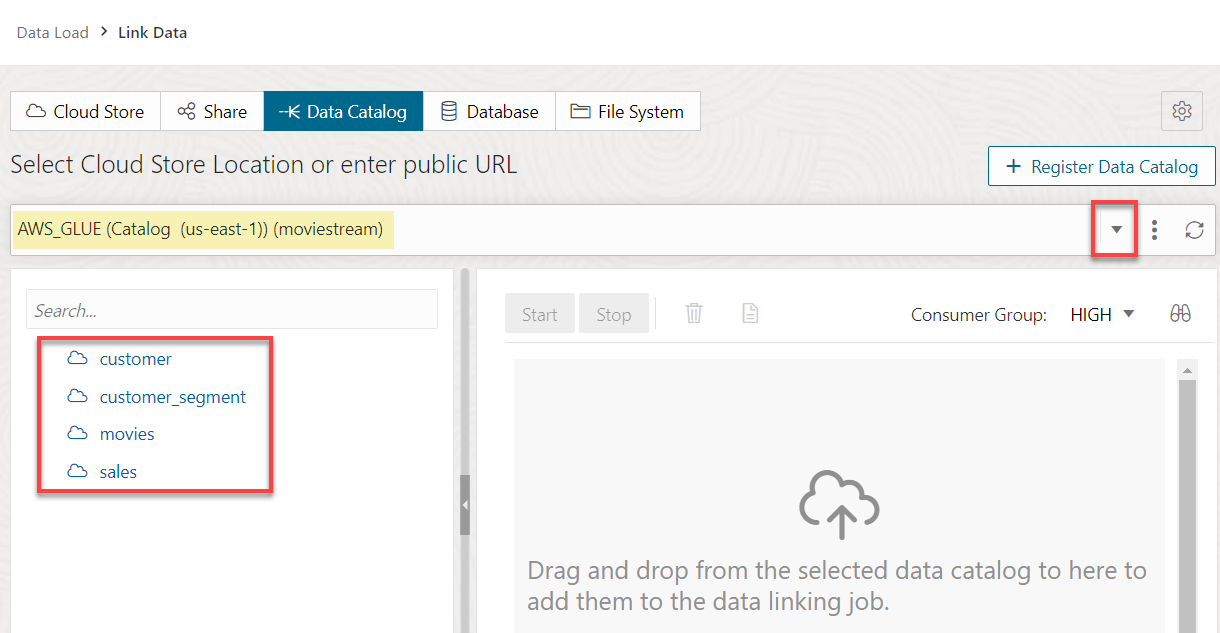 Data Load > Link Data
Cloud Store Share Data Catalog Database File System
Select Cloud Store Location or enter public URL
+ Register Data Catalog
AWS_GLUE (Catalog (us-east-1)) (moviestream)
Search...
customer
customer_segment
movies
sales
Start Stop Consumer Group: HIGH
Drag and drop from the selected data catalog to here to
add them to the data linking job.